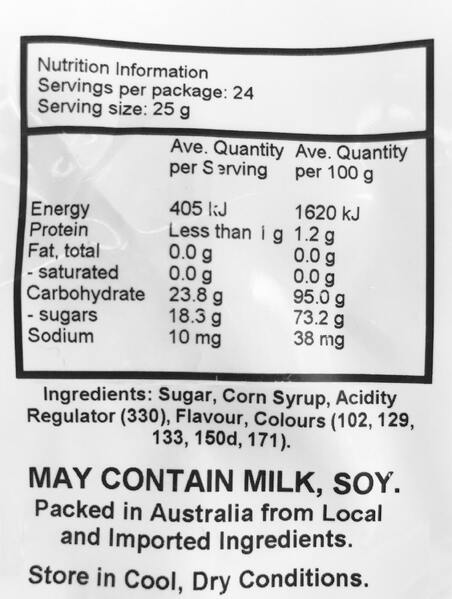 Nutrition Information
Servings per package: 24
Serving size: 25 g
Ave. Quantity Ave. Quantity
per Serving per 100 g
Energy 405 kJ 1620 kJ
Protein Less than 1 g 1.2 g
Fat, total 0.0 g 0.0 g
- saturated 0.0 g 0.0 g
Carbohydrate 23.8 g 95.0 g
- sugars 18.3 g 73.2 g
Sodium 10 mg 38 mg
Ingredients: Sugar, Corn Syrup, Acidity
Regulator (330), Flavour, Colours (102, 129,
133, 150d, 171).
MAY CONTAIN MILK, SOY.
Packed in Australia from Local
and Imported Ingredients.
Store in Cool, Dry Conditions.